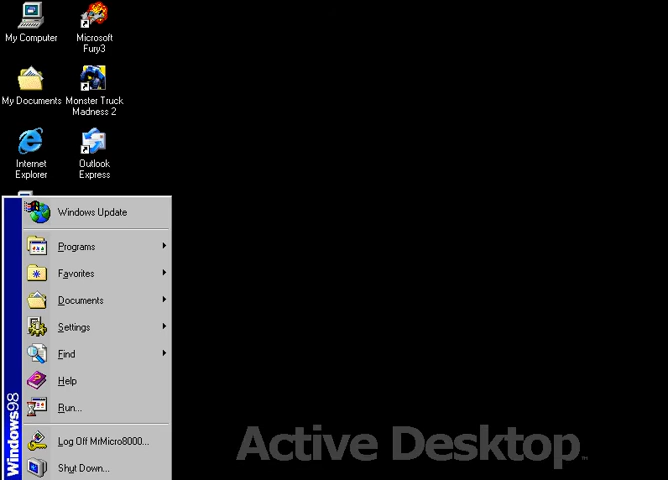 My Computer
Microsoft
Fury3
My Documents
Monster Truck
Madness 2
Internet
Explorer
Outlook
Express
Windows Update
Programs
Favorites
Documents
Settings
Find
Help
Run...
Log Off MrMicro8000...
Shut Down...
Windows98
Active Desktop™